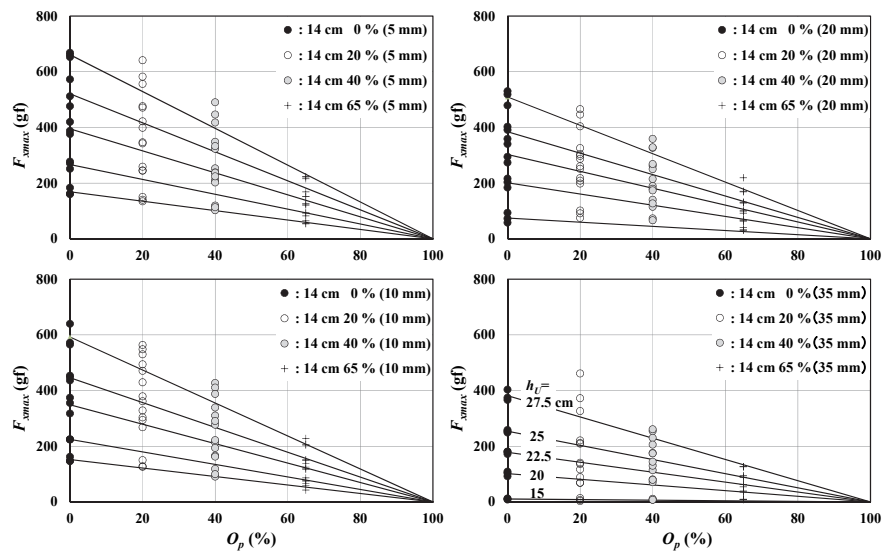 800
600
400
200
0
F_xmax (gf)
0 20 40 60 80 100
: 14 cm 0 % (5 mm)
: 14 cm 20 % (5 mm)
: 14 cm 40 % (5 mm)
: 14 cm 65 % (5 mm)
800
600
400
200
0
F_xmax (gf)
0 20 40 60 80 100
: 14 cm 0 % (20 mm)
: 14 cm 20 % (20 mm)
: 14 cm 40 % (20 mm)
: 14 cm 65 % (20 mm)
800
600
400
200
0
F_xmax (gf)
0 20 40 60 80 100
O_p (%)
: 14 cm 0 % (10 mm)
: 14 cm 20 % (10 mm)
: 14 cm 40 % (10 mm)
: 14 cm 65 % (10 mm)
800
600
400
200
0
F_xmax (gf)
0 20 40 60 80 100
O_p (%)
: 14 cm 0 %(35 mm)
: 14 cm 20 %(35 mm)
: 14 cm 40 %(35 mm)
: 14 cm 65 %(35 mm)
h_U=
27.5 cm
25
22.5
20
15